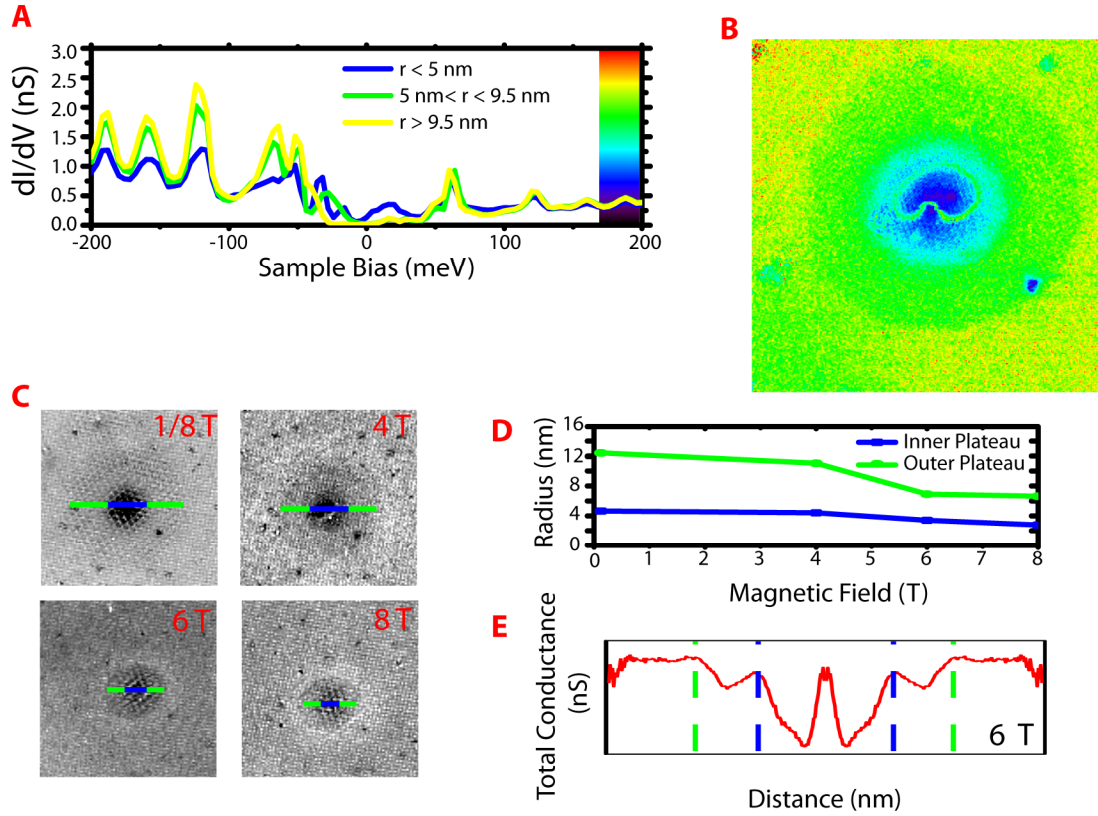 A
dI/dV (nS)
3.0
2.5
2.0
1.5
1.0
0.5
0.0
r < 5 nm
5 nm< r < 9.5 nm
r > 9.5 nm
-200 -100 0 100 200
Sample Bias (meV)
B
C
1/8 T
4 T
6 T
8 T
D
Radius (nm)
16
12
8
4
0
Inner Plateau
Outer Plateau
0 1 2 3 4 5 6 7 8
Magnetic Field (T)
E
Total Conductance
(nS)
6 T
Distance (nm)